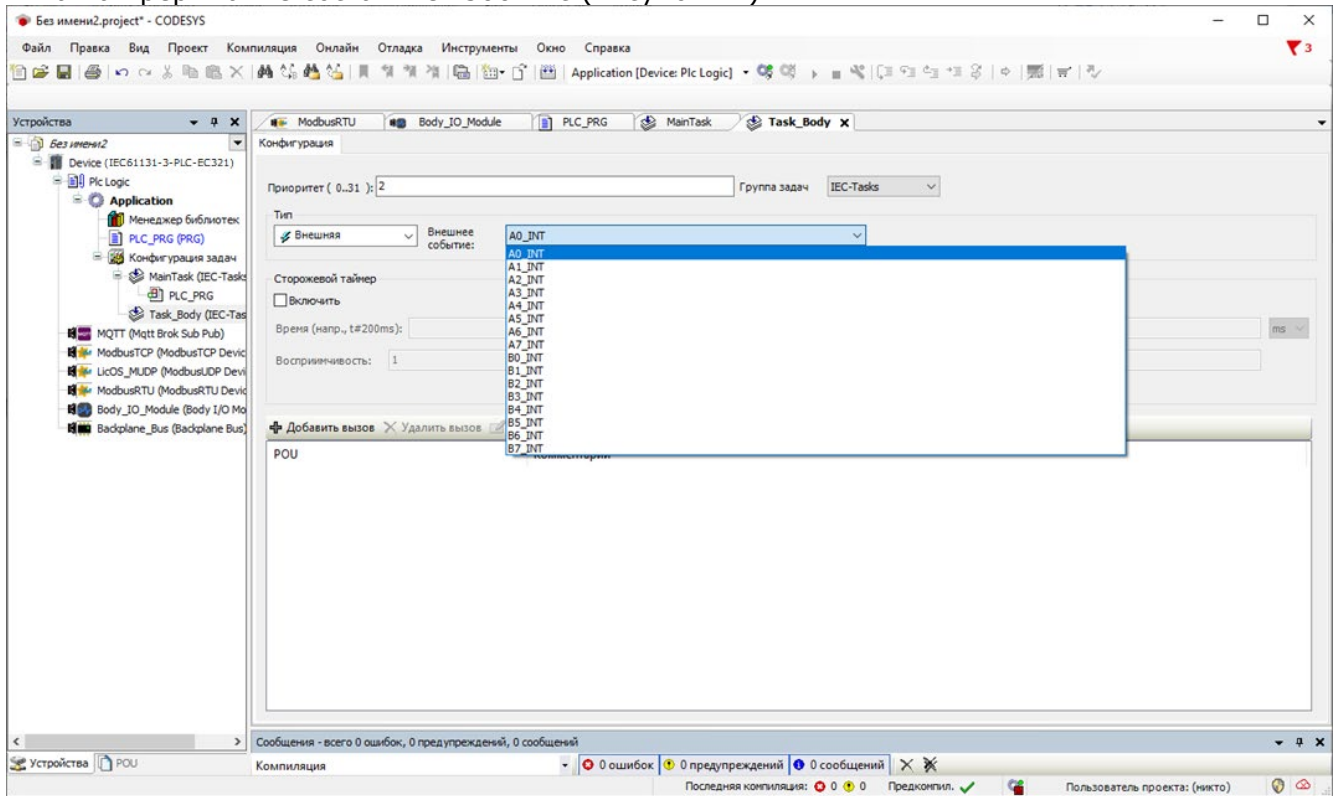 Без имени2.project* - CODESYS
Файл Правка Вид Проект Компиляция Онлайн Отладка Инструменты Окно Справка
3
Application [Device: Plc Logic]
Устройства
ModbusRTU Body_IO_Module PLC_PRG MainTask Task_Body
Без имени2
Конфигурация
Device (IEC61131-3-PLC-EC321)
Plc Logic
Application
Менеджер библиотек
PLC_PRG (PRG)
Конфигурация задач
MainTask (IEC-Tasks
PLC_PRG
Task_Body (IEC-Tas
MQTT (Mqtt Brok Sub Pub)
ModbusTCP (ModbusTCP Devic
LicOS_MUDP (ModbusUDP Devi
ModbusRTU (ModbusRTU Devic
Body_IO_Module (Body I/O Mo
Backplane_Bus (Backplane Bus)
Приоритет ( 0..31 ): 2 Группа задач IEC-Tasks
Тип
Внешняя Внешнее событие: A0_INT
A0_INT
A1_INT
A2_INT
A3_INT
A4_INT
A5_INT
A6_INT
A7_INT
B0_INT
B1_INT
B2_INT
B3_INT
B4_INT
B5_INT
B6_INT
B7_INT
Сторожевой таймер
Включить
Время (напр., t#200ms): ms
Восприимчивость: 1
Добавить вызов Удалить вызов
POU
Сообщения - всего 0 ошибок, 0 предупреждений, 0 сообщений
Устройства POU
Компиляция 0 ошибок 0 предупреждений 0 сообщений
Последняя компиляция: 0 0 Предкомпил. Пользователь проекта: (никто)